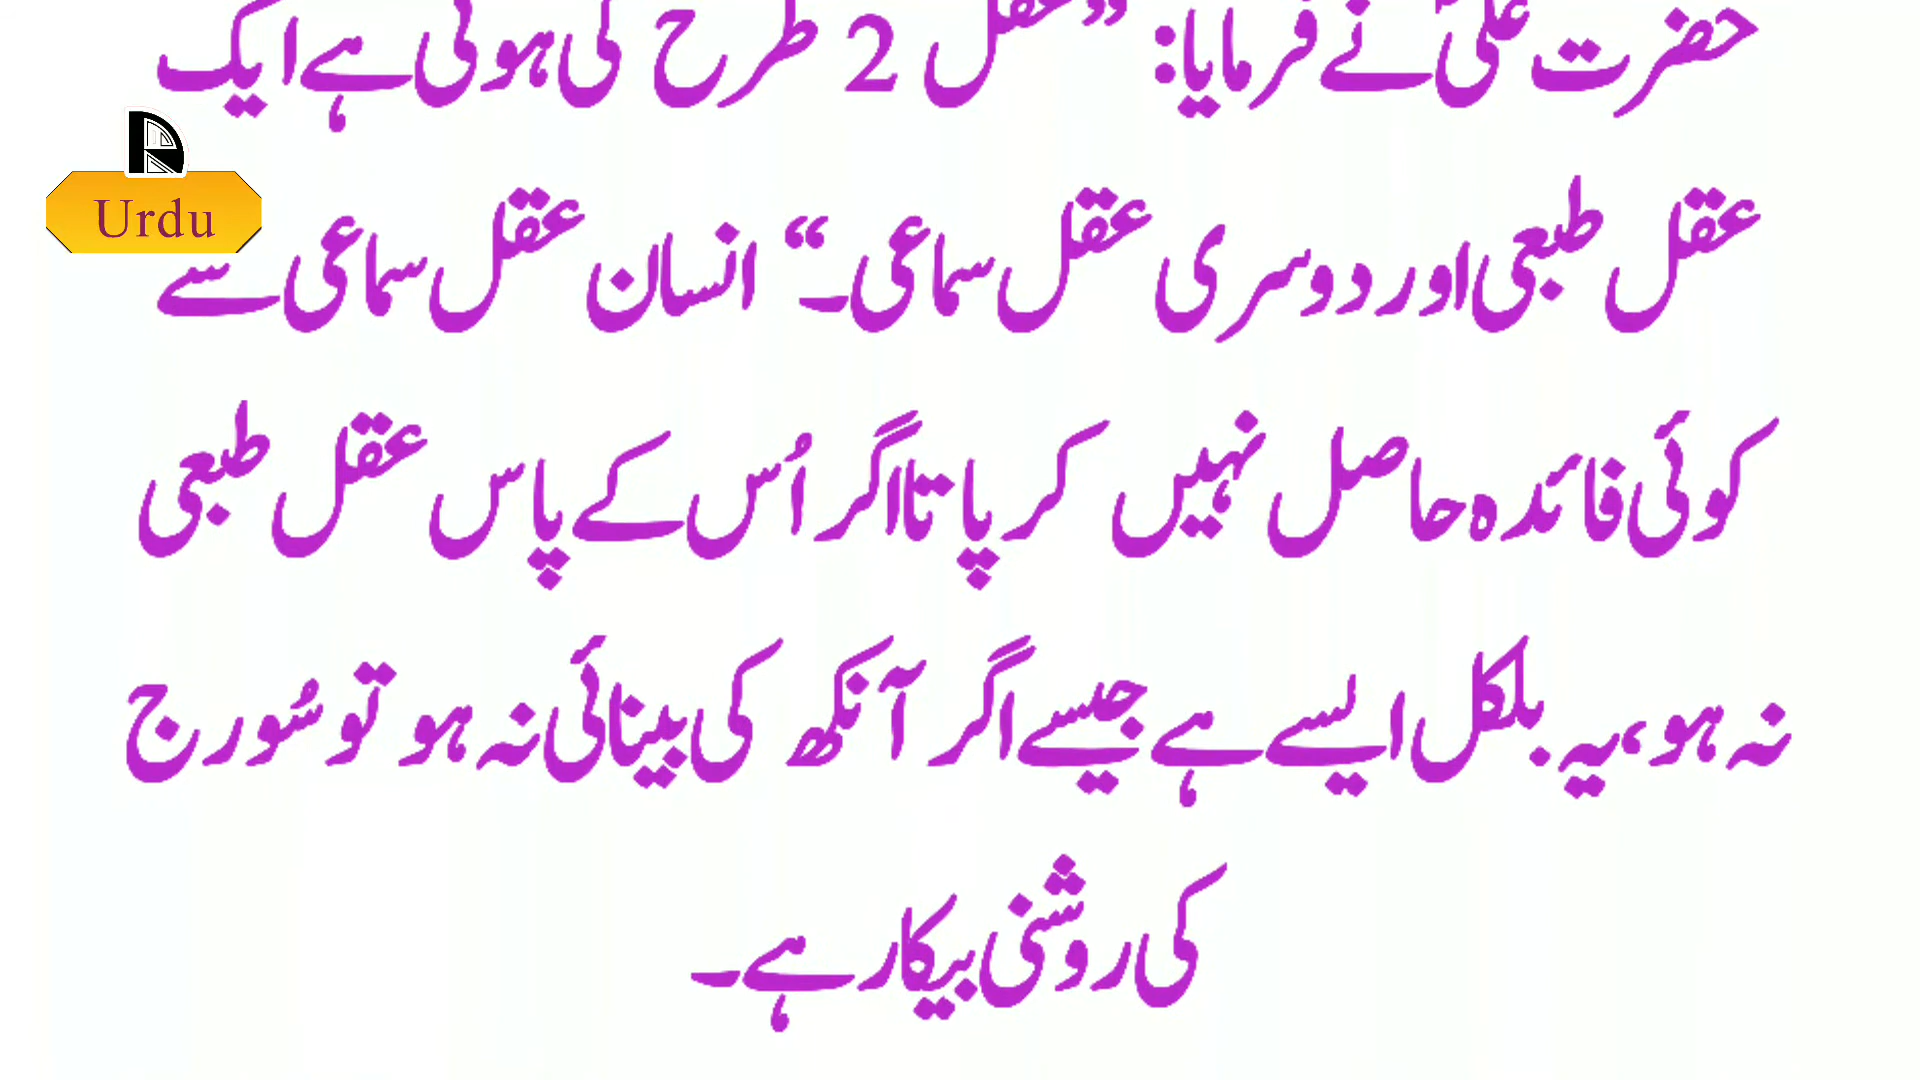 حضرت علیؓ نے فرمایا: ”عقل 2 طرح کی ہوتی ہے ایک
عقل طبعی اور دوسری عقل سماعی۔“ انسان عقل سماعی سے
کوئی فائدہ حاصل نہیں کر پاتا اگر اُس کے پاس عقل طبعی
نہ ہو، یہ بلکل ایسے ہے جیسے اگر آنکھ کی بینائی نہ ہو تو سُورج
کی روشنی بیکار ہے۔
Urdu